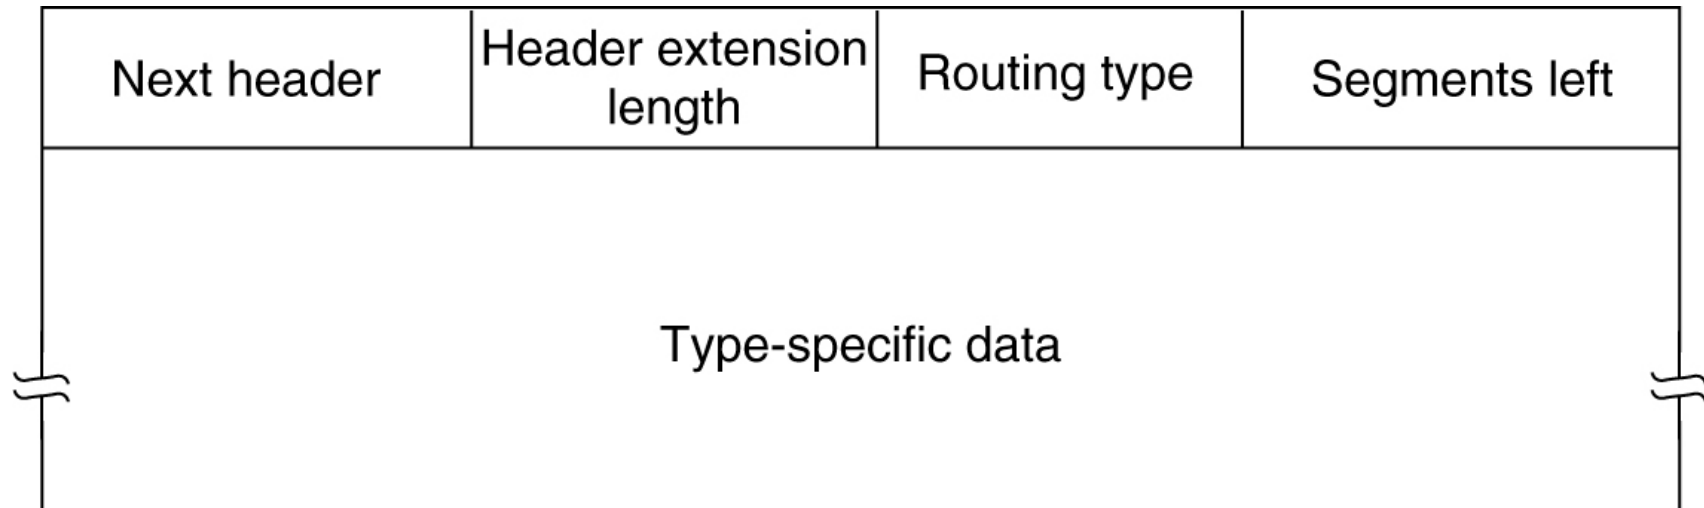 Next header
Header extension
length
Routing type
Segments left
Type-specific data